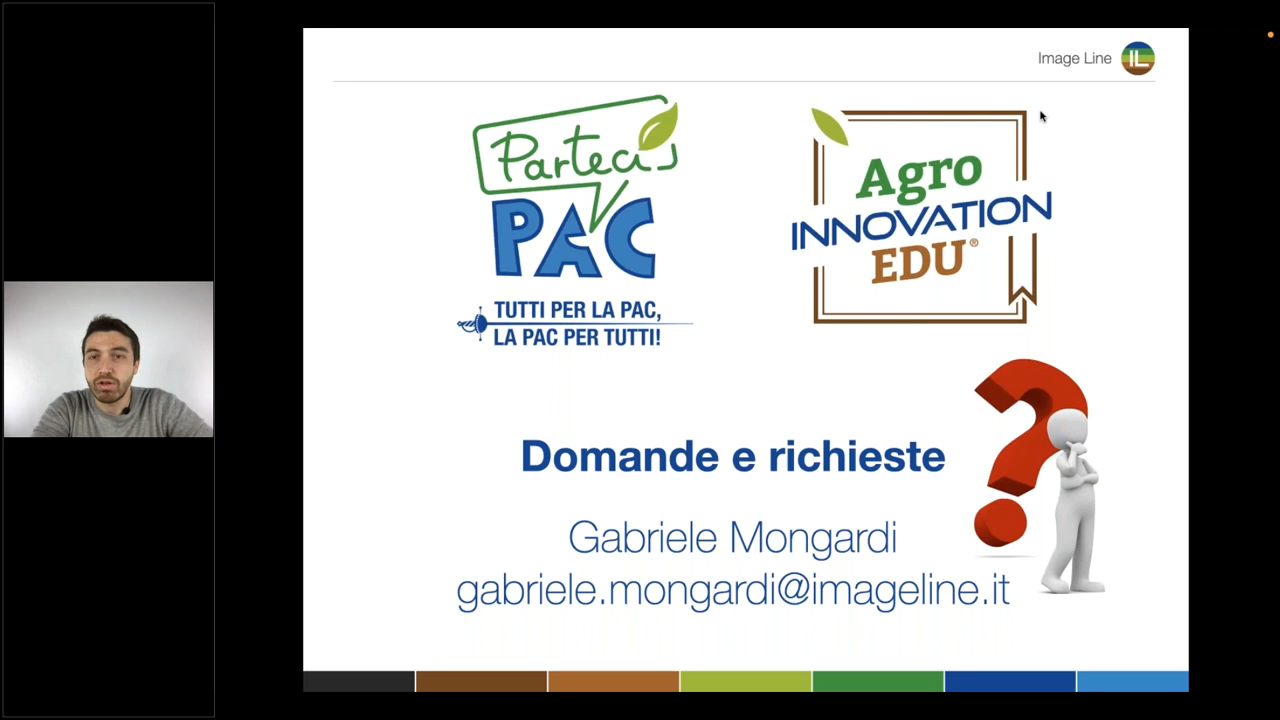 Image Line
IL
Parteci
PAC
TUTTI PER LA PAC,
LA PAC PER TUTTI!
Agro
INNOVATION
EDU®
Domande e richieste
Gabriele Mongardi
gabriele.mongardi@imageline.it